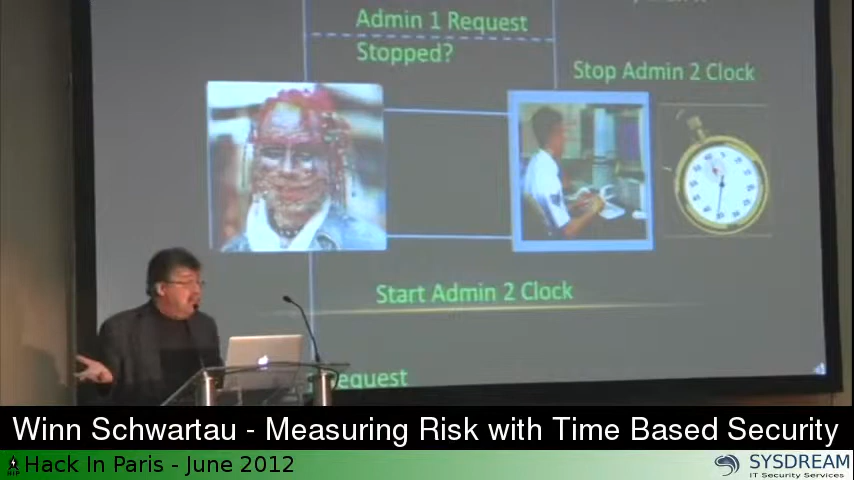 Admin 1 Request
Stopped?
Stop Admin 2 Clock
Start Admin 2 Clock
Request
Winn Schwartau - Measuring Risk with Time Based Security
Hack In Paris - June 2012
SYSDREAM
IT Security Services